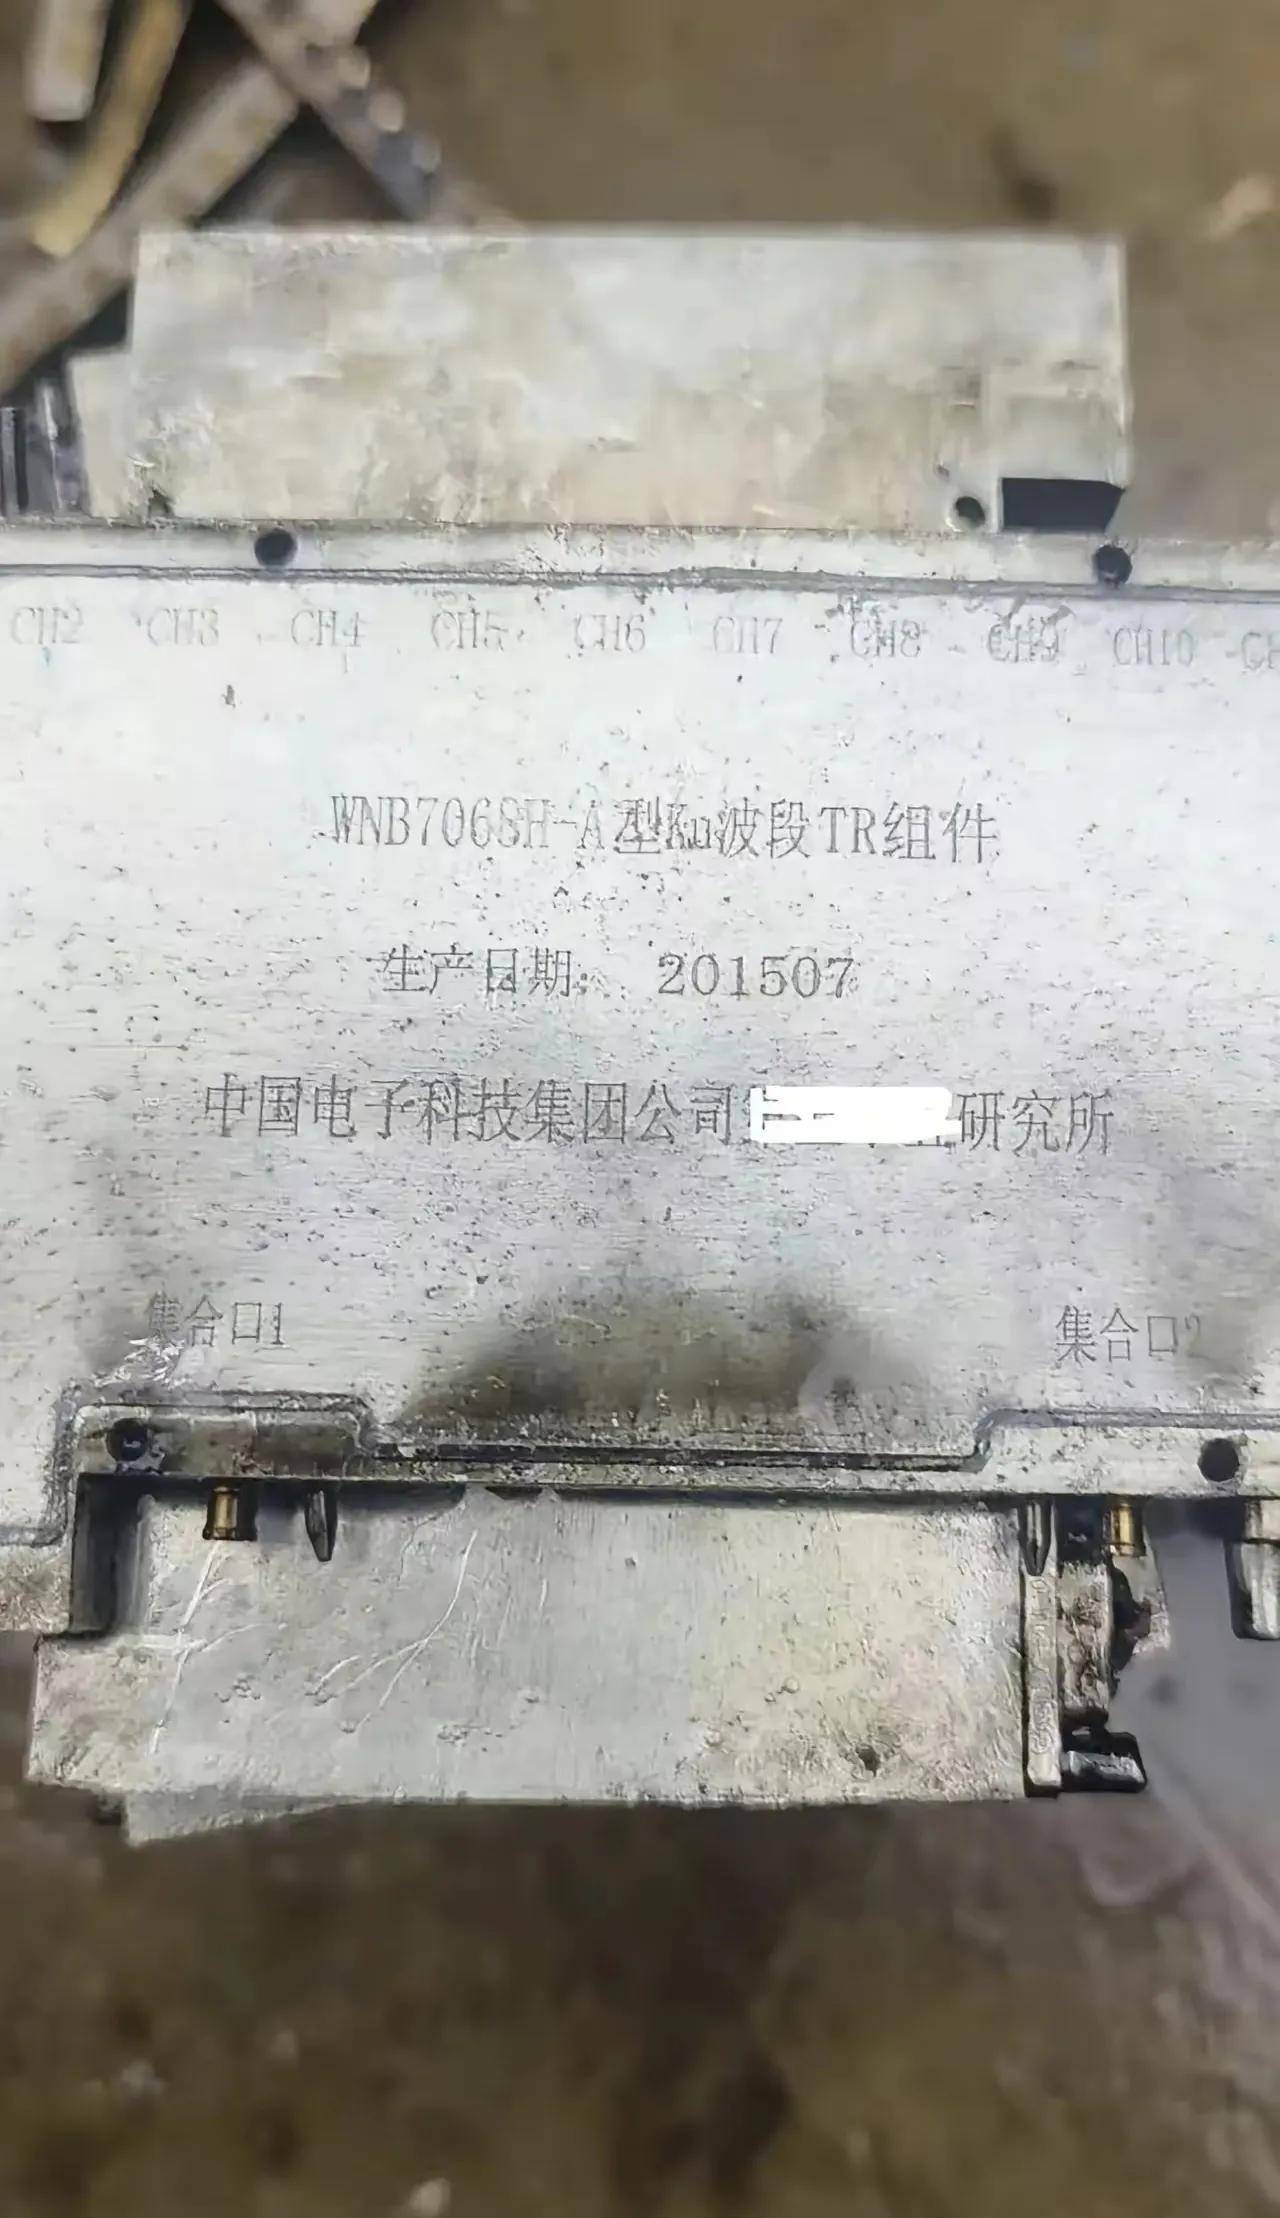 CH2 CH3 CH4 CH5 CH6 CH7 CH8 CH9 CH10 CH
WNB7068H-A型Ku波段TR组件
生产日期: 201507
中国电子科技集团公司 研究所
集合口1 集合口2